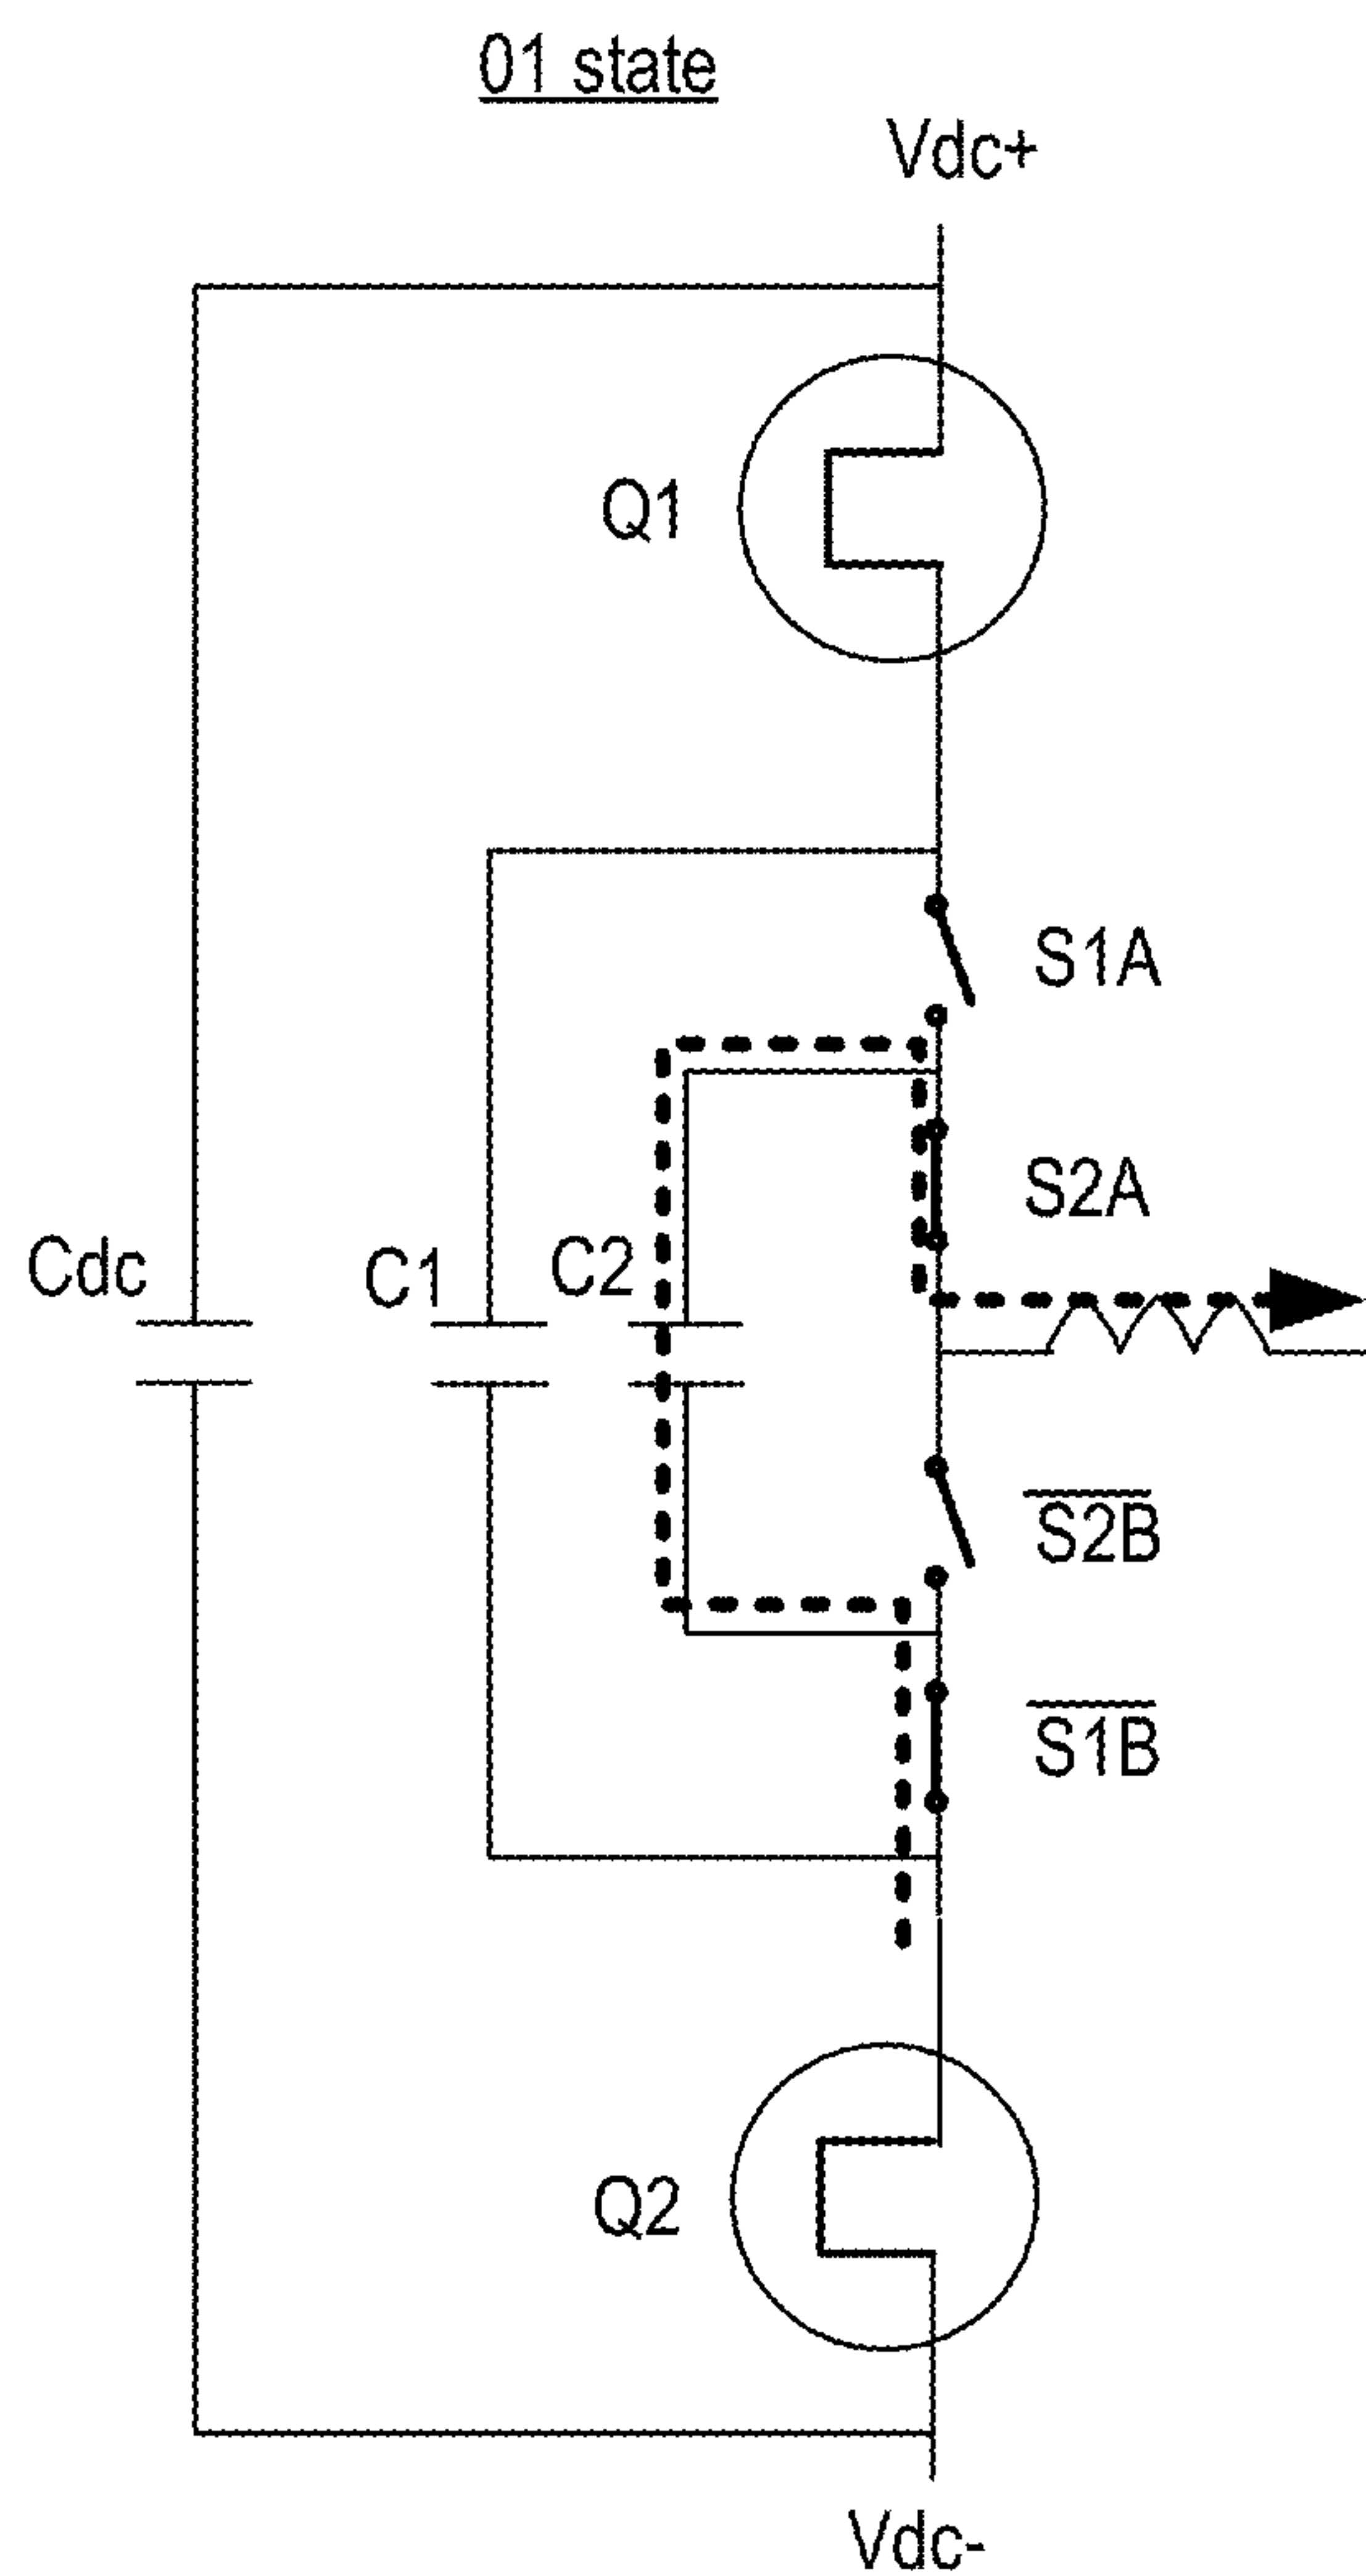 01 state
Vdc+
Q1
S1A
S2A
Cdc
C1
C2
S2B
S1B
Q2
Vdc-